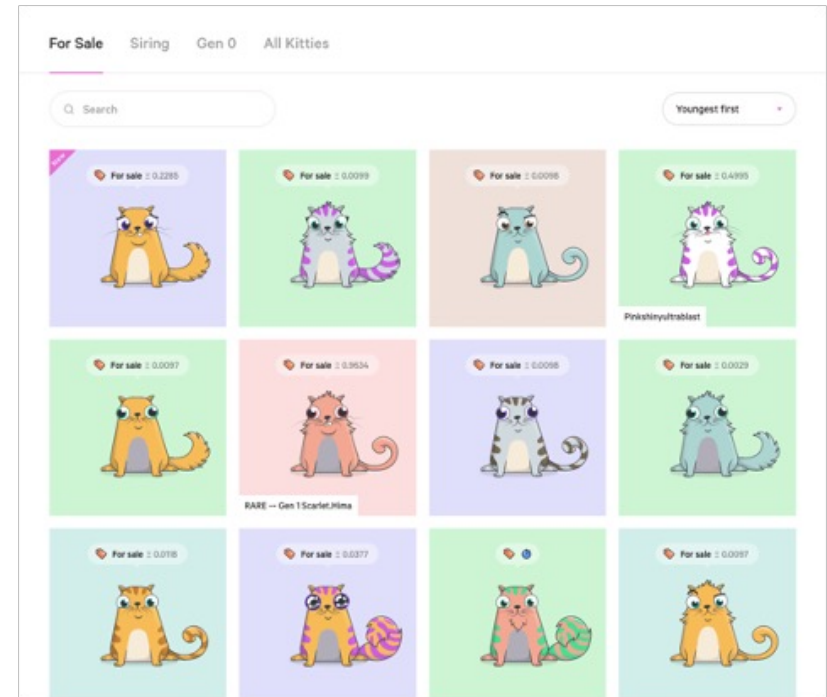 For Sale Siring Gen 0 All Kitties
Search
Youngest first
New
For sale Ξ 0.2285
For sale Ξ 0.0099
For sale Ξ 0.0098
For sale Ξ 0.4995
Pinkshinyultrablast
For sale Ξ 0.0097
For sale Ξ 0.9634
For sale Ξ 0.0098
For sale Ξ 0.0029
RARE -- Gen 1 Scarlet.Hima
For sale Ξ 0.0118
For sale Ξ 0.0377
For sale Ξ 0.0097